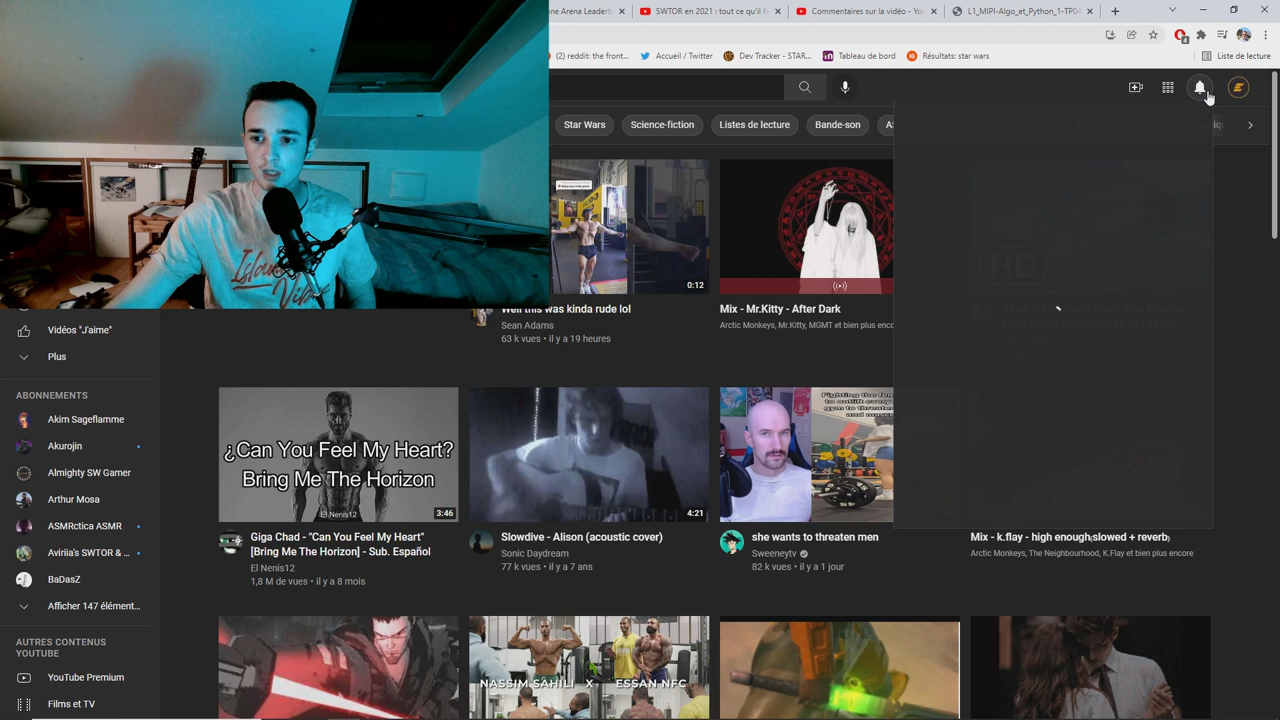 ne Arena Leaderb
SWTOR en 2021 : tout ce qu'il f
Commentaires sur la vidéo - You
L1_MIPI-Algo_et_Python_1-TP04
(2) reddit: the front...
Accueil / Twitter
Dev Tracker - STAR...
Tableau de bord
Résultats: star wars
Liste de lecture
Star Wars
Science-fiction
Listes de lecture
Bande-son
Island
Vibes
0:12
HD
Well this was kinda rude lol
Sean Adams
63 k vues • il y a 19 heures
Mix - Mr.Kitty - After Dark
Arctic Monkeys, Mr.Kitty, MGMT et bien plus enco
Vidéos "J'aime"
Plus
ABONNEMENTS
Akim Sageflamme
Akurojin
Almighty SW Gamer
Arthur Mosa
ASMRctica ASMR
Aviriia's SWTOR & ...
BaDasZ
Afficher 147 élément...
AUTRES CONTENUS
YOUTUBE
YouTube Premium
Films et TV
¿Can You Feel My Heart?
Bring Me The Horizon
El Nenis12
3:46
Giga Chad - "Can You Feel My Heart"
[Bring Me The Horizon] - Sub. Español
El Nenis12
1,8 M de vues • il y a 8 mois
4:21
Slowdive - Alison (acoustic cover)
Sonic Daydream
77 k vues • il y a 7 ans
she wants to threaten men
Sweeneytv
82 k vues • il y a 1 jour
Mix - k.flay - high enough(slowed + reverb)
Arctic Monkeys, The Neighbourhood, K.Flay et bien plus encore
NASSIM SAHILI X ESSAN NFC